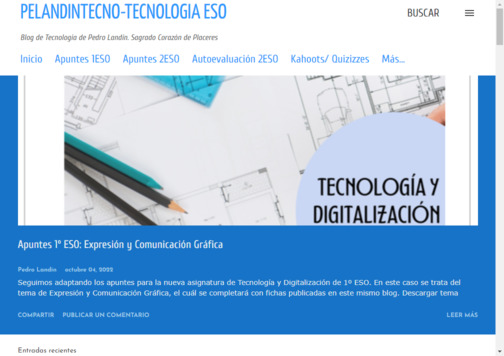 PELANDINTECNO-TECNOLOGIA ESO
BUSCAR
Blog de Tecnología de Pedro Landín. Sagrado Corazón de Placeres
Inicio Apuntes 1ESO Apuntes 2ESO Autoevaluación 2ESO Kahoots/ Quizizzes Más...
TECNOLOGÍA Y
DIGITALIZACIÓN
Apuntes 1º ESO: Expresión y Comunicación Gráfica
Pedro Landín octubre 04, 2022
Seguimos adaptando los apuntes para la nueva asignatura de Tecnología y Digitalización de 1º ESO. En este caso se trata del
tema de Expresión y Comunicación Gráfica, el cuál se completará con fichas publicadas en este mismo blog. Descargar tema
COMPARTIR PUBLICAR UN COMENTARIO LEER MÁS
Entradas recientes